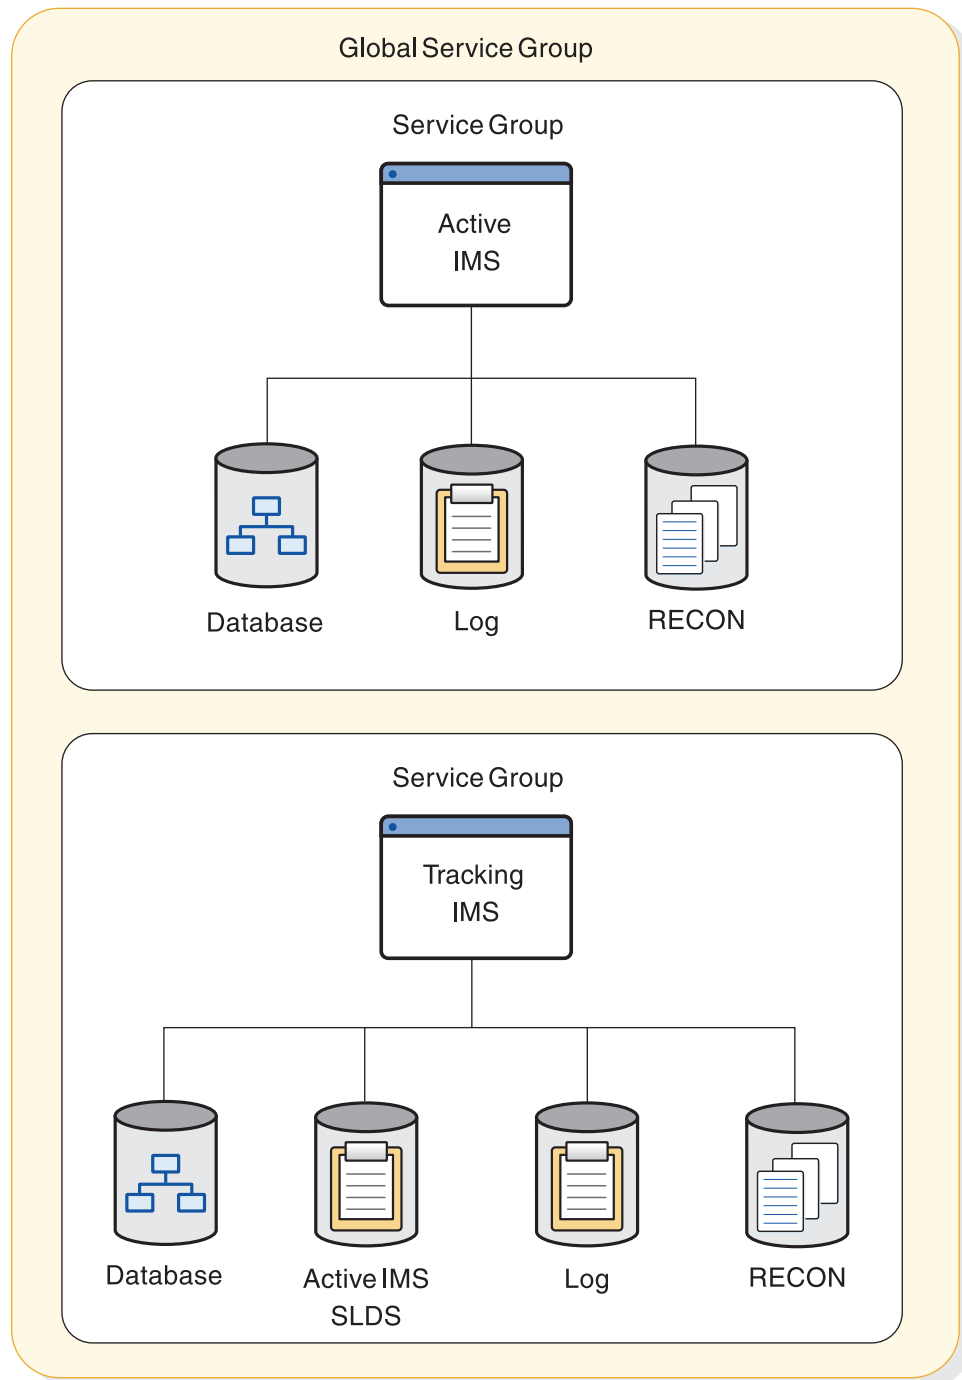 Global Service Group
Service Group
Active
IMS
Database
Log
RECON
Service Group
Tracking
IMS
Database
Active IMS
SLDS
Log
RECON